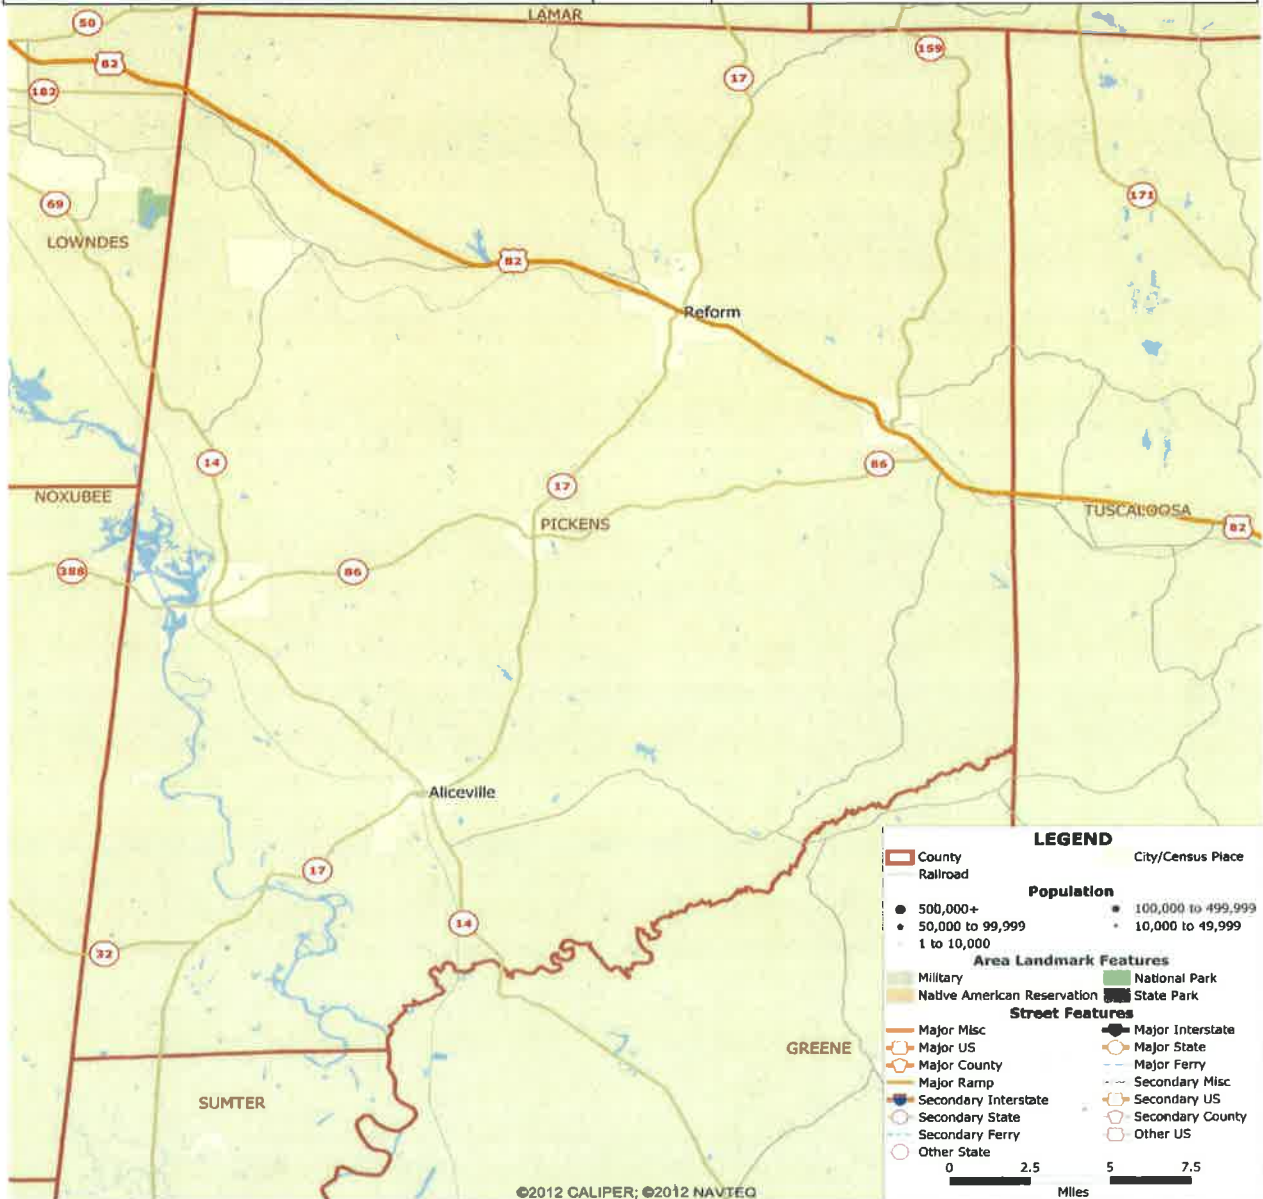 LAMAR
50
159
82
17
182
171
69
LOWNDES
82
Reform
14
86
17
NOXUBEE
TUSCALOOSA
PICKENS
82
388
86
Aliceville
LEGEND
County
City/Census Place
Railroad
17
Population
500,000+
100,000 to 499,999
14
50,000 to 99,999
10,000 to 49,999
1 to 10,000
32
Area Landmark Features
Military
National Park
Native American Reservation
State Park
Street Features
Major Misc
Major Interstate
GREENE
Major US
Major State
Major County
Major Ferry
Major Ramp
Secondary Misc
SUMTER
Secondary Interstate
Secondary US
Secondary State
Secondary County
Secondary Ferry
Other US
Other State
0 2.5 5 7.5
Miles
©2012 CALIPER; ©2012 NAVTEQ